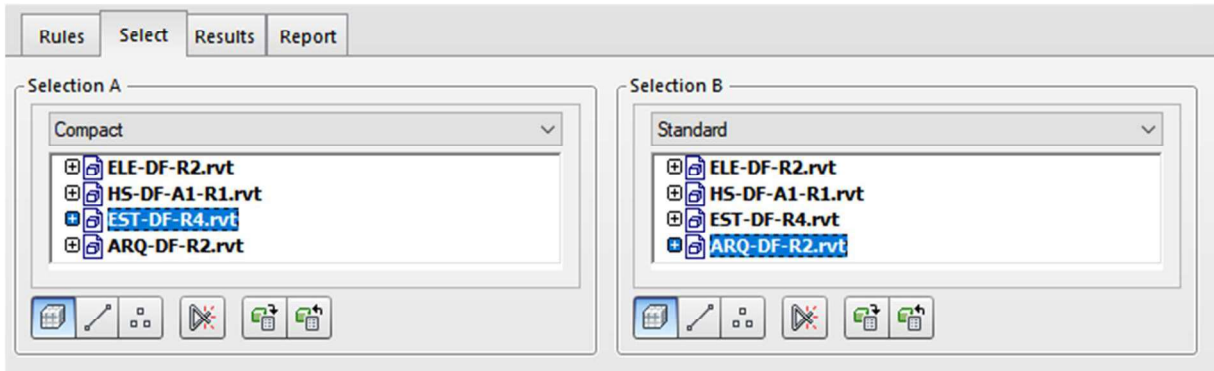 Rules Select Results Report
Selection A
Compact
ELE-DF-R2.rvt
HS-DF-A1-R1.rvt
EST-DF-R4.rvt
ARQ-DF-R2.rvt
Selection B
Standard
ELE-DF-R2.rvt
HS-DF-A1-R1.rvt
EST-DF-R4.rvt
ARQ-DF-R2.rvt